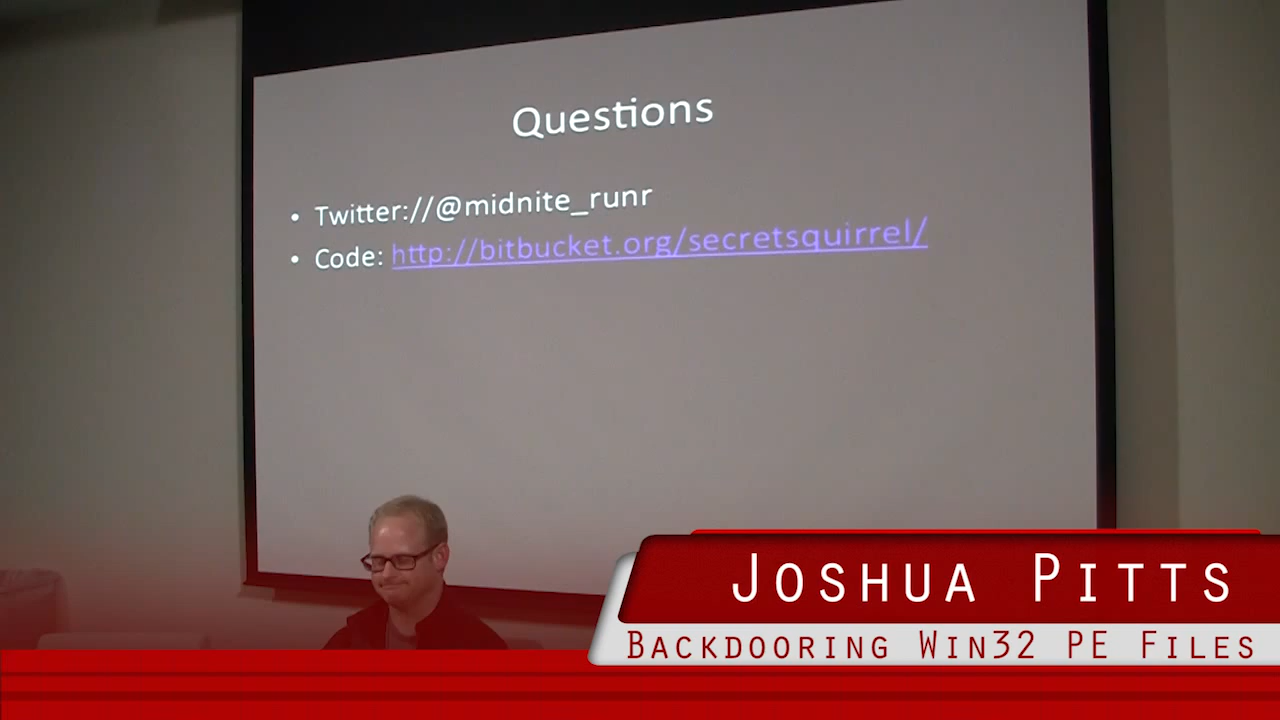 Questions
• Twitter://@midnite_runr
• Code: http://bitbucket.org/secretsquirrel/
Joshua Pitts
Backdooring Win32 PE Files